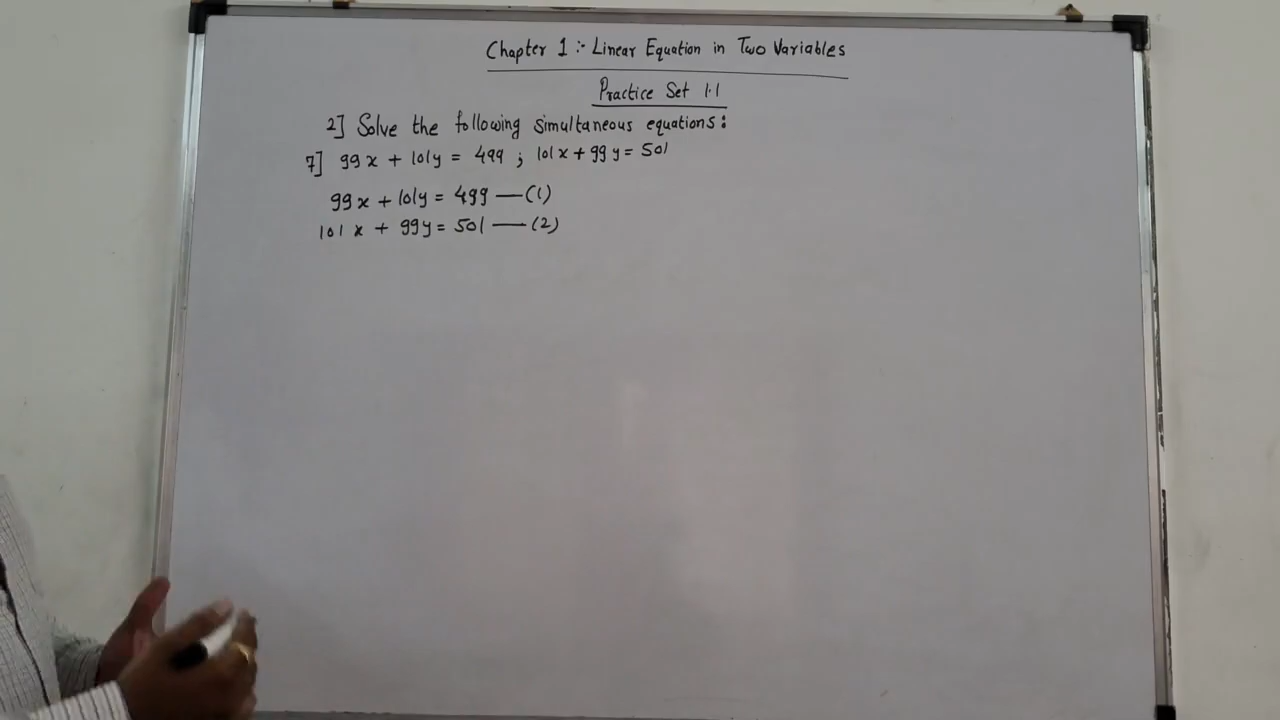 Chapter 1 :- Linear Equation in Two Variables
Practice Set 1.1
2] Solve the following simultaneous equations:
7] 99x + 101y = 499 ; 101x + 99y = 501
99x + 101y = 499 —(1)
101x + 99y = 501 —(2)